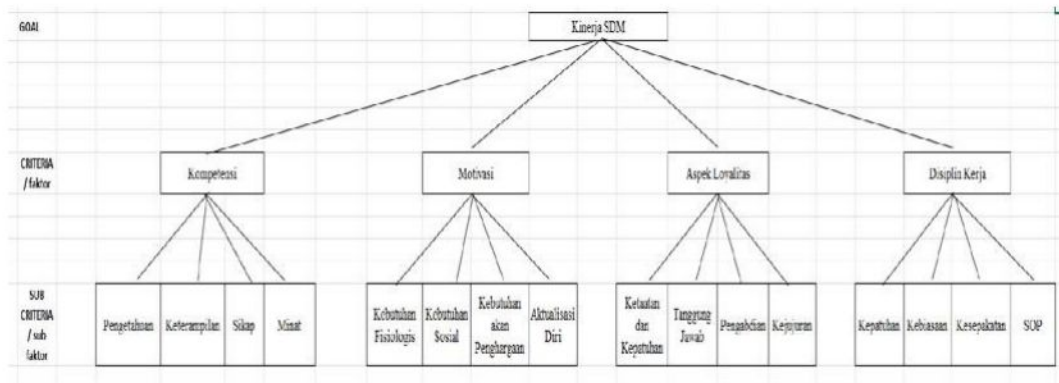 GOAL
Kinerja SDM
CRITERIA
/ faktor
Kompetensi
Motivasi
Aspek Loyalitas
Disiplin Kerja
SUB
CRITERIA
/ sub
faktor
Pengetahuan
Keterampilan
Sikap
Minat
Kebutuhan
Fisiologis
Kebutuhan
Sosial
Kebutuhan
akan
Penghargaan
Aktualisasi
Diri
Ketaatan
dan
Kepatuhan
Tanggung
Jawab
Pengabdian
Kejujuran
Kepatuhan
Kebiasaan
Kesepakatan
SOP